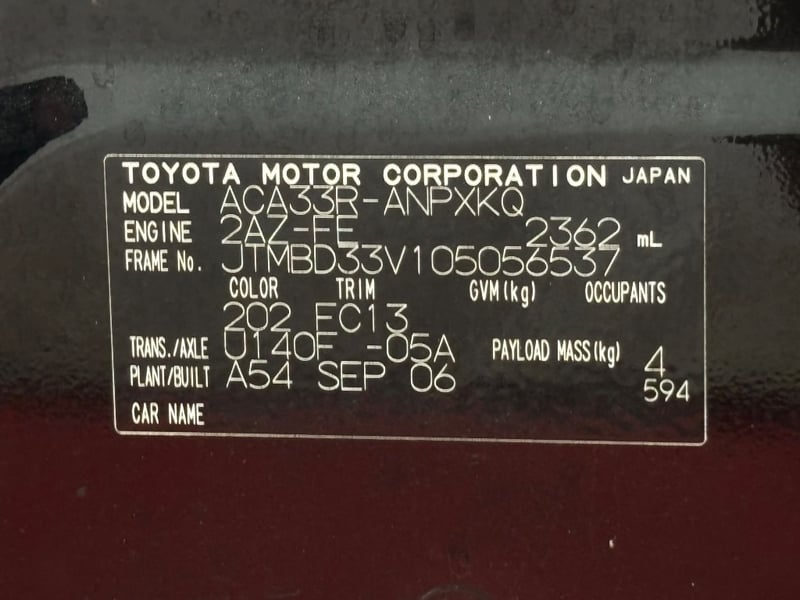 TOYOTA MOTOR CORPORATION JAPAN
MODEL ACA33R-ANPXKQ
ENGINE 2AZ-FE 2362 mL
FRAME No. JTMBD33V105056537
COLOR TRIM GVM(kg) OCCUPANTS
202 FC13
TRANS./AXLE U140F -05A PAYLOAD MASS(kg) 4
PLANT/BUILT A54 SEP 06 594
CAR NAME